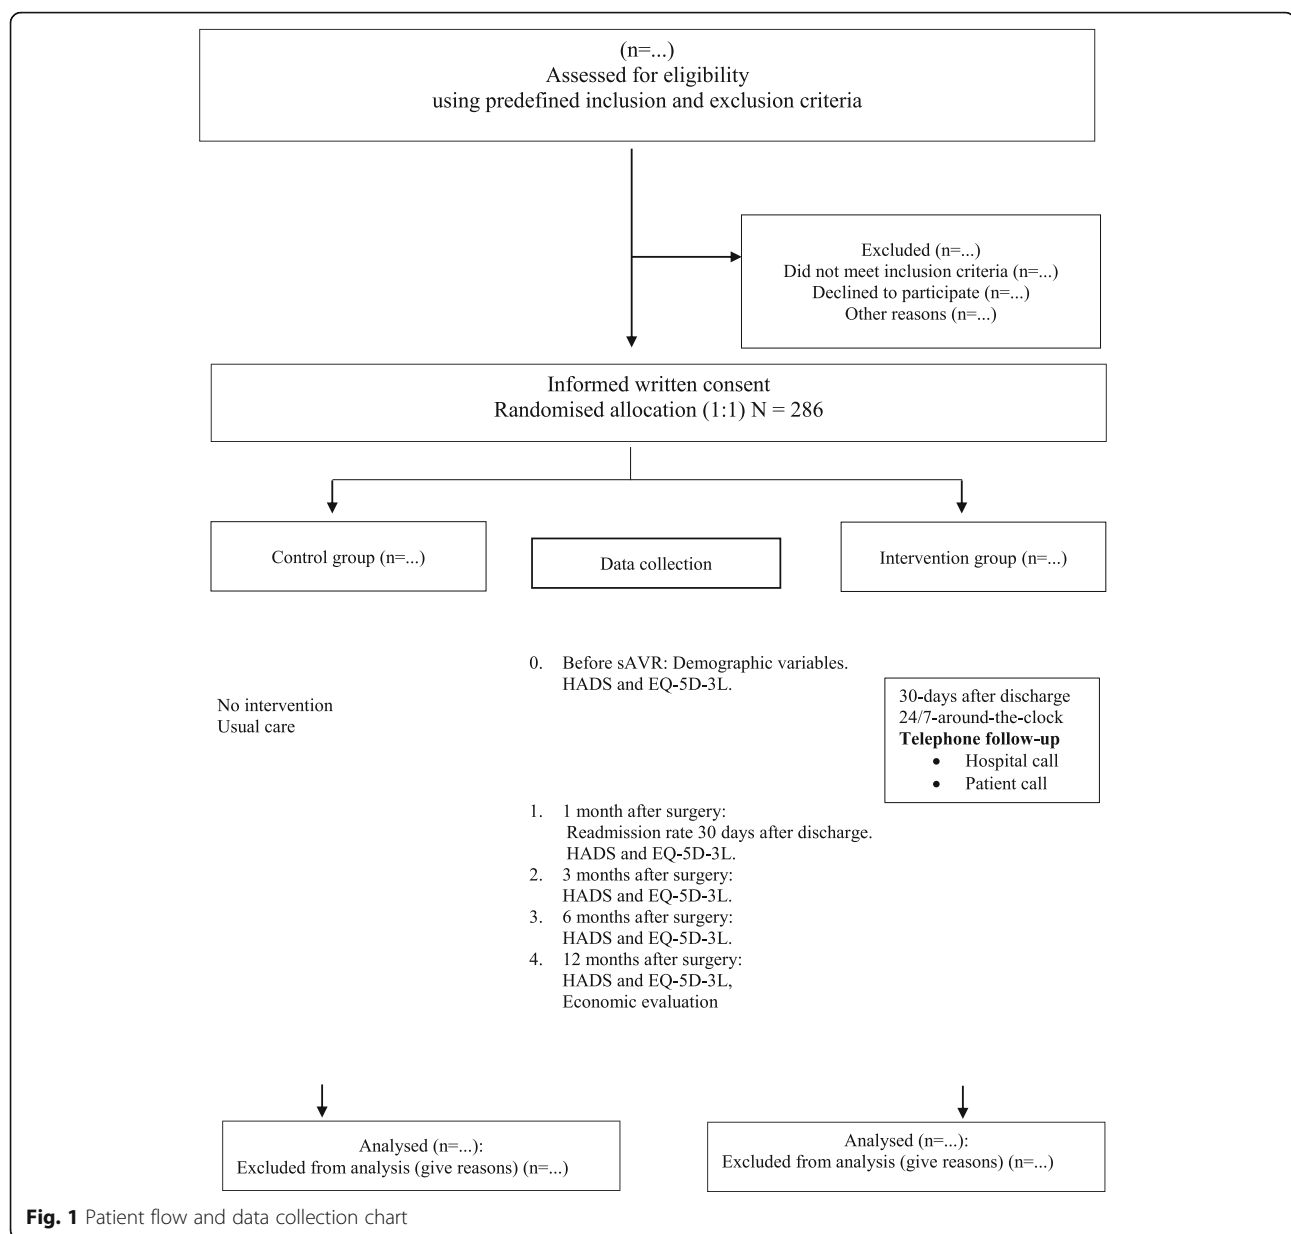 (n=...)
Assessed for eligibility
using predefined inclusion and exclusion criteria
Excluded (n=...)
Did not meet inclusion criteria (n=...)
Declined to participate (n=...)
Other reasons (n=...)
Informed written consent
Randomised allocation (1:1) N = 286
Control group (n=...)
Data collection
Intervention group (n=...)
No intervention
Usual care
0. Before sAVR: Demographic variables.
HADS and EQ-5D-3L.
30-days after discharge
24/7-around-the-clock
Telephone follow-up
• Hospital call
• Patient call
1. 1 month after surgery:
Readmission rate 30 days after discharge.
HADS and EQ-5D-3L.
2. 3 months after surgery:
HADS and EQ-5D-3L.
3. 6 months after surgery:
HADS and EQ-5D-3L.
4. 12 months after surgery:
HADS and EQ-5D-3L,
Economic evaluation
Analysed (n=...):
Excluded from analysis (give reasons) (n=...)
Analysed (n=...):
Excluded from analysis (give reasons) (n=...)
Fig. 1 Patient flow and data collection chart